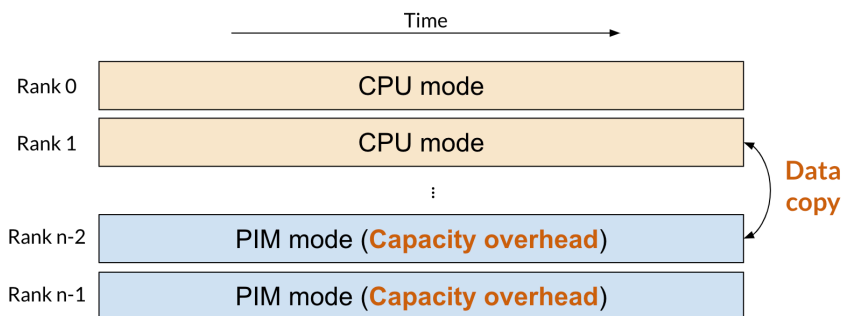 Time
Rank 0
CPU mode
Rank 1
CPU mode
Data
copy
...
Rank n-2
PIM mode (Capacity overhead)
Rank n-1
PIM mode (Capacity overhead)